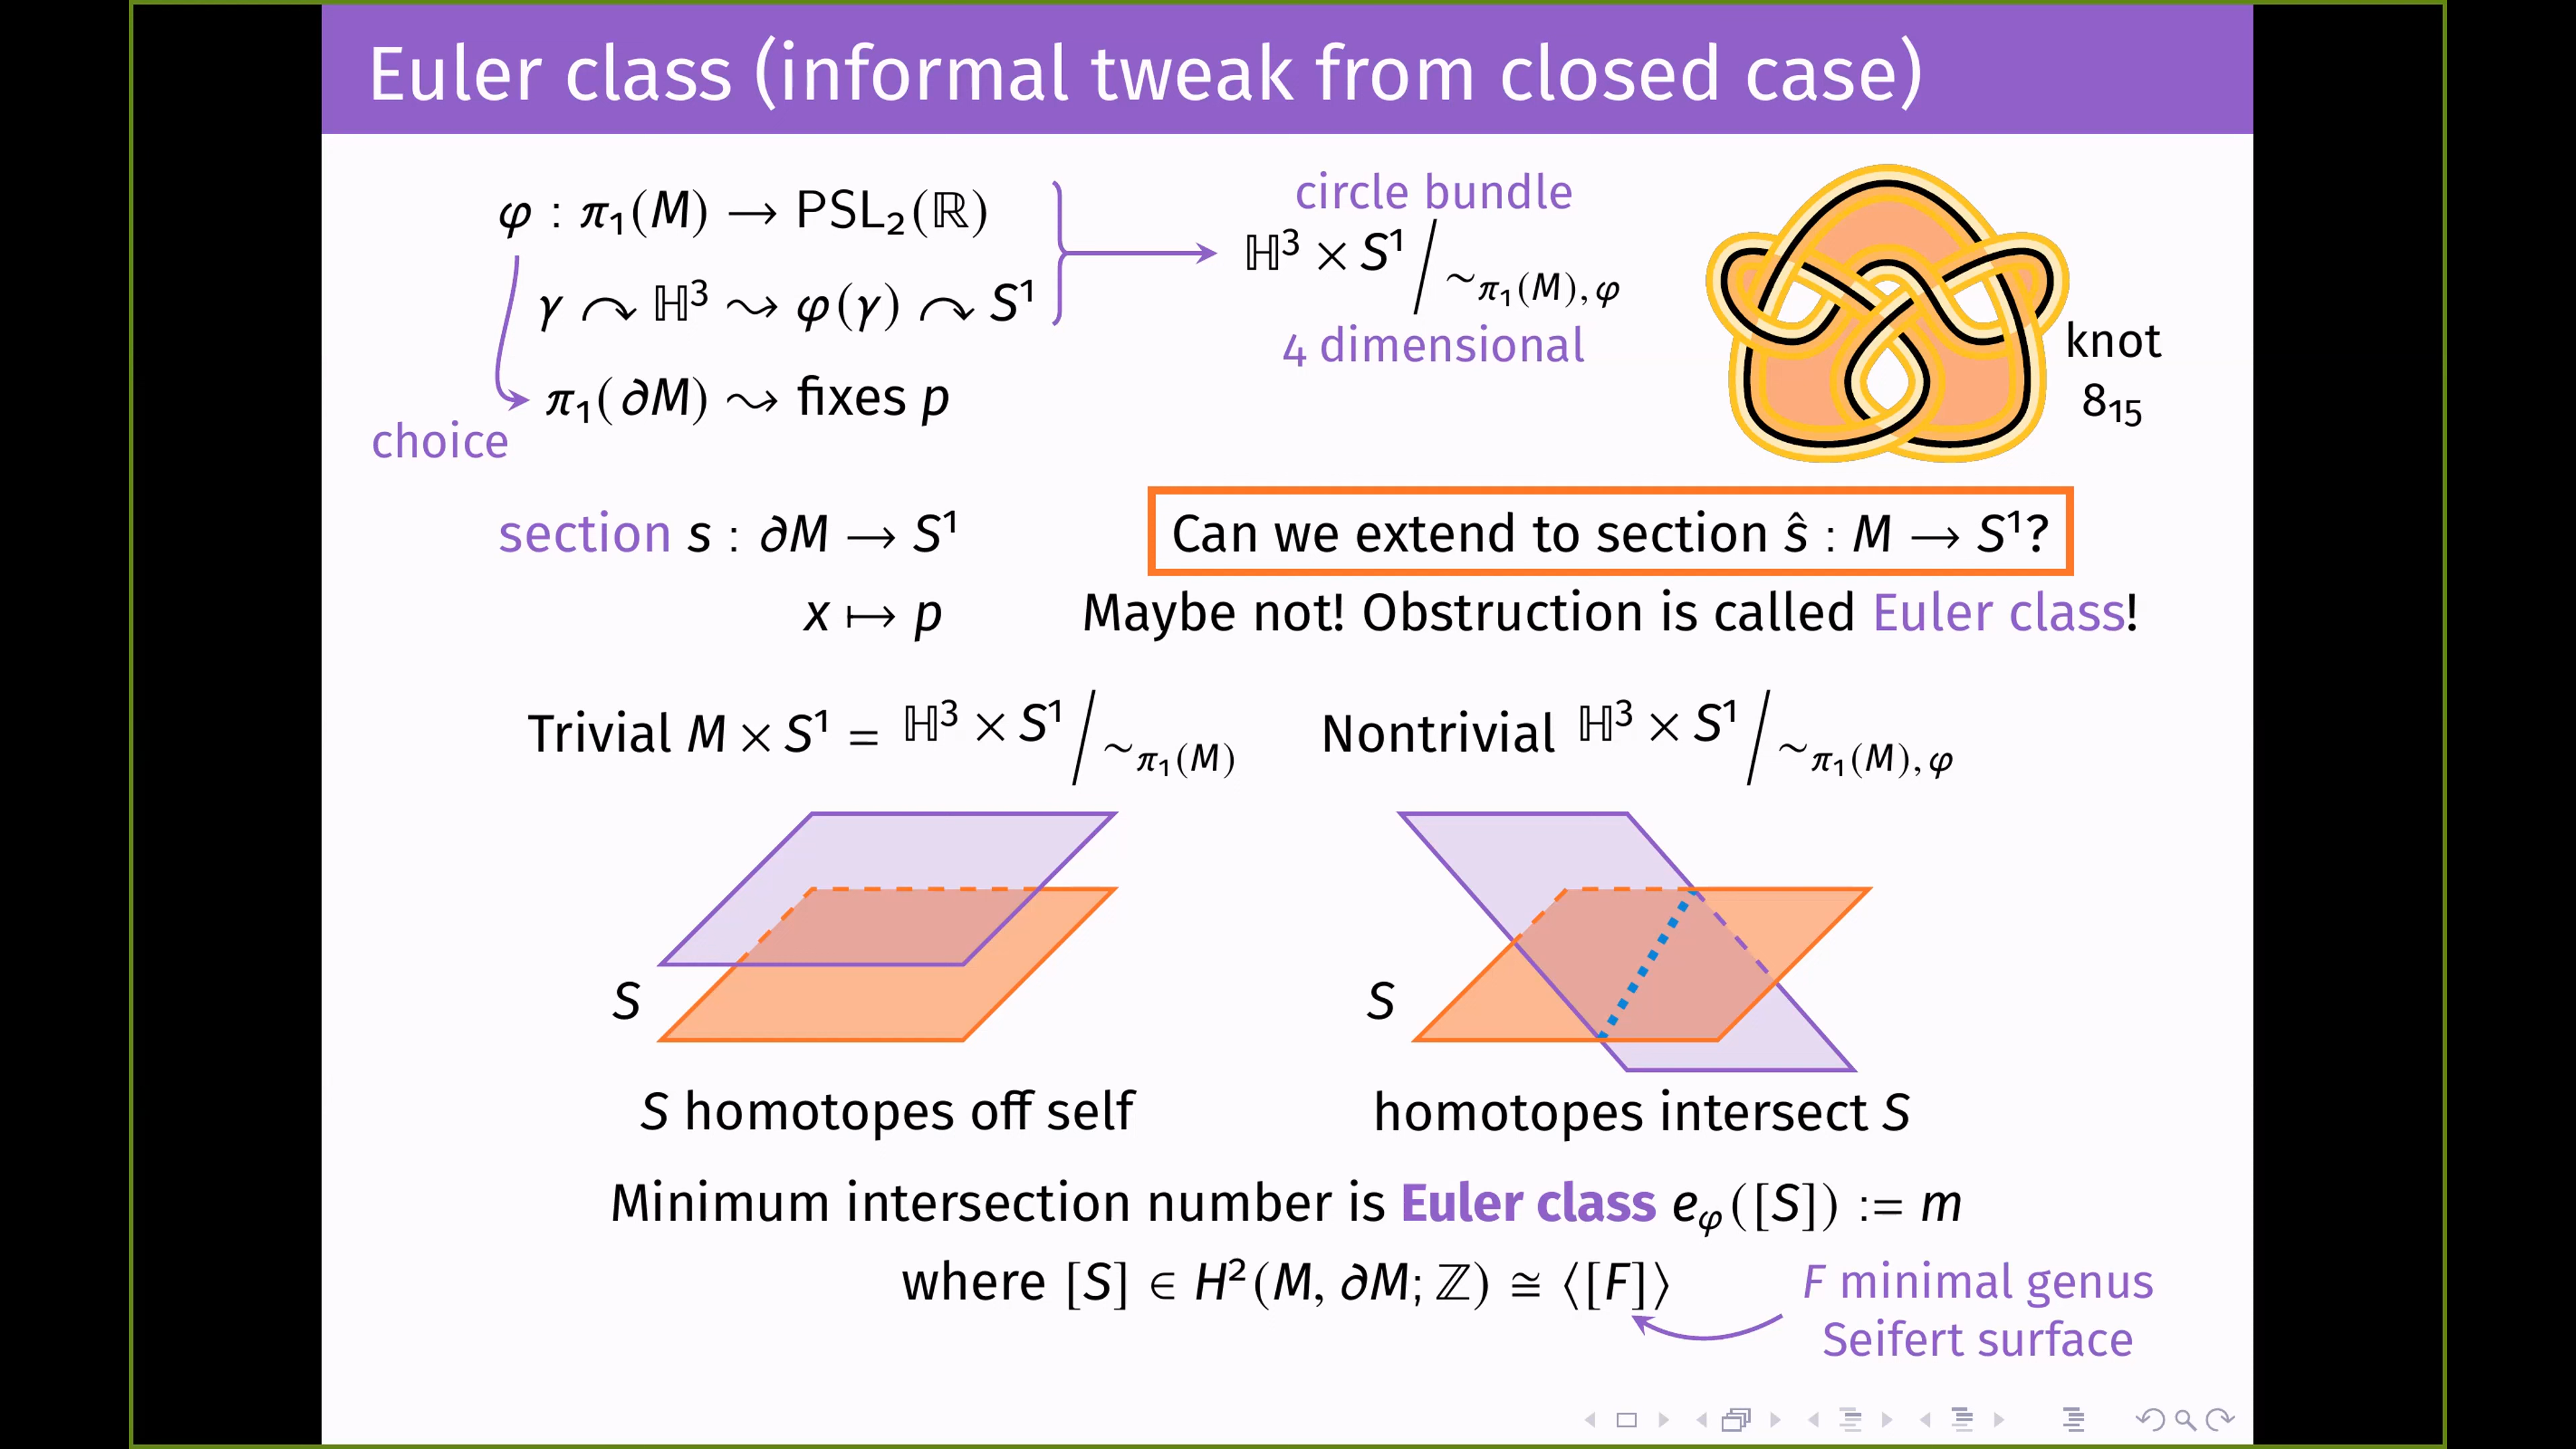 Euler class (informal tweak from closed case)
φ : π₁(M) → PSL₂(ℝ)
γ ↷ ℍ³ ⇝ φ(γ) ↷ S¹
π₁(∂M) ⇝ fixes p
choice
circle bundle
ℍ³ × S¹ / ~π₁(M), φ
4 dimensional
knot
8₁₅
section s : ∂M → S¹
x ↦ p
Can we extend to section ŝ : M → S¹?
Maybe not! Obstruction is called Euler class!
Trivial M × S¹ = ℍ³ × S¹ / ~π₁(M)
Nontrivial ℍ³ × S¹ / ~π₁(M), φ
S
S
S homotopes off self
homotopes intersect S
Minimum intersection number is Euler class eᵩ([S]) := m
where [S] ∈ H²(M, ∂M; ℤ) ≅ ⟨[F]⟩
F minimal genus
Seifert surface